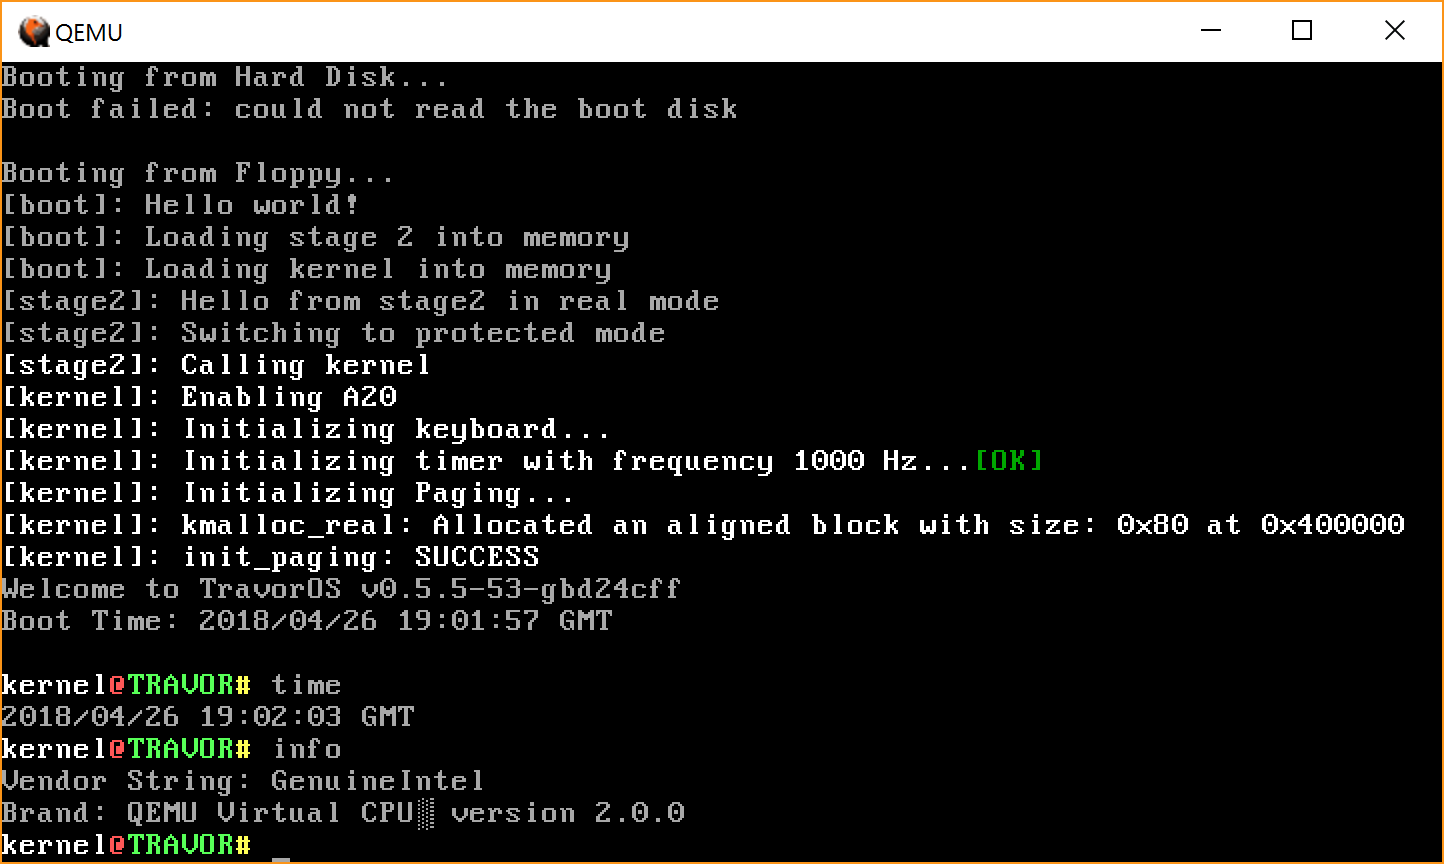 QEMU
Booting from Hard Disk...
Boot failed: could not read the boot disk
Booting from Floppy...
[boot]: Hello world!
[boot]: Loading stage 2 into memory
[boot]: Loading kernel into memory
[stage2]: Hello from stage2 in real mode
[stage2]: Switching to protected mode
[stage2]: Calling kernel
[kernel]: Enabling A20
[kernel]: Initializing keyboard...
[kernel]: Initializing timer with frequency 1000 Hz...[OK]
[kernel]: Initializing Paging...
[kernel]: kmalloc_real: Allocated an aligned block with size: 0x80 at 0x400000
[kernel]: init_paging: SUCCESS
Welcome to TravorOS v0.5.5-53-gbd24cff
Boot Time: 2018/04/26 19:01:57 GMT
kernel@TRAVOR# time
2018/04/26 19:02:03 GMT
kernel@TRAVOR# info
Vendor String: GenuineIntel
Brand: QEMU Virtual CPU▒ version 2.0.0
kernel@TRAVOR#